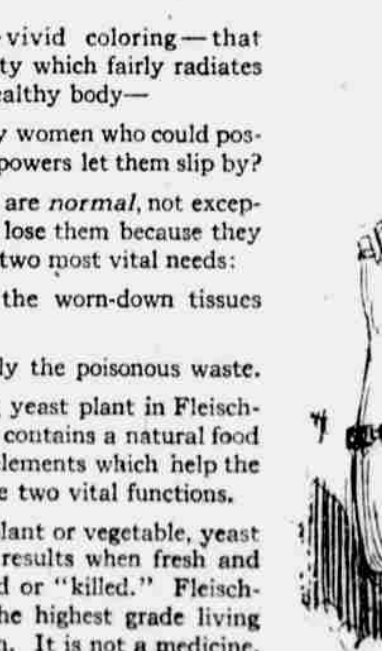 vivid coloring — that
ty which fairly radiates
ealthy body—
y women who could pos-
powers let them slip by?
are normal, not excep-
lose them because they
two most vital needs:
the worn-down tissues
ly the poisonous waste.
yeast plant in Fleisch-
contains a natural food
elements which help the
e two vital functions.
lant or vegetable, yeast
results when fresh and
d or "killed." Fleisch-
he highest grade living
It is not a medicine,